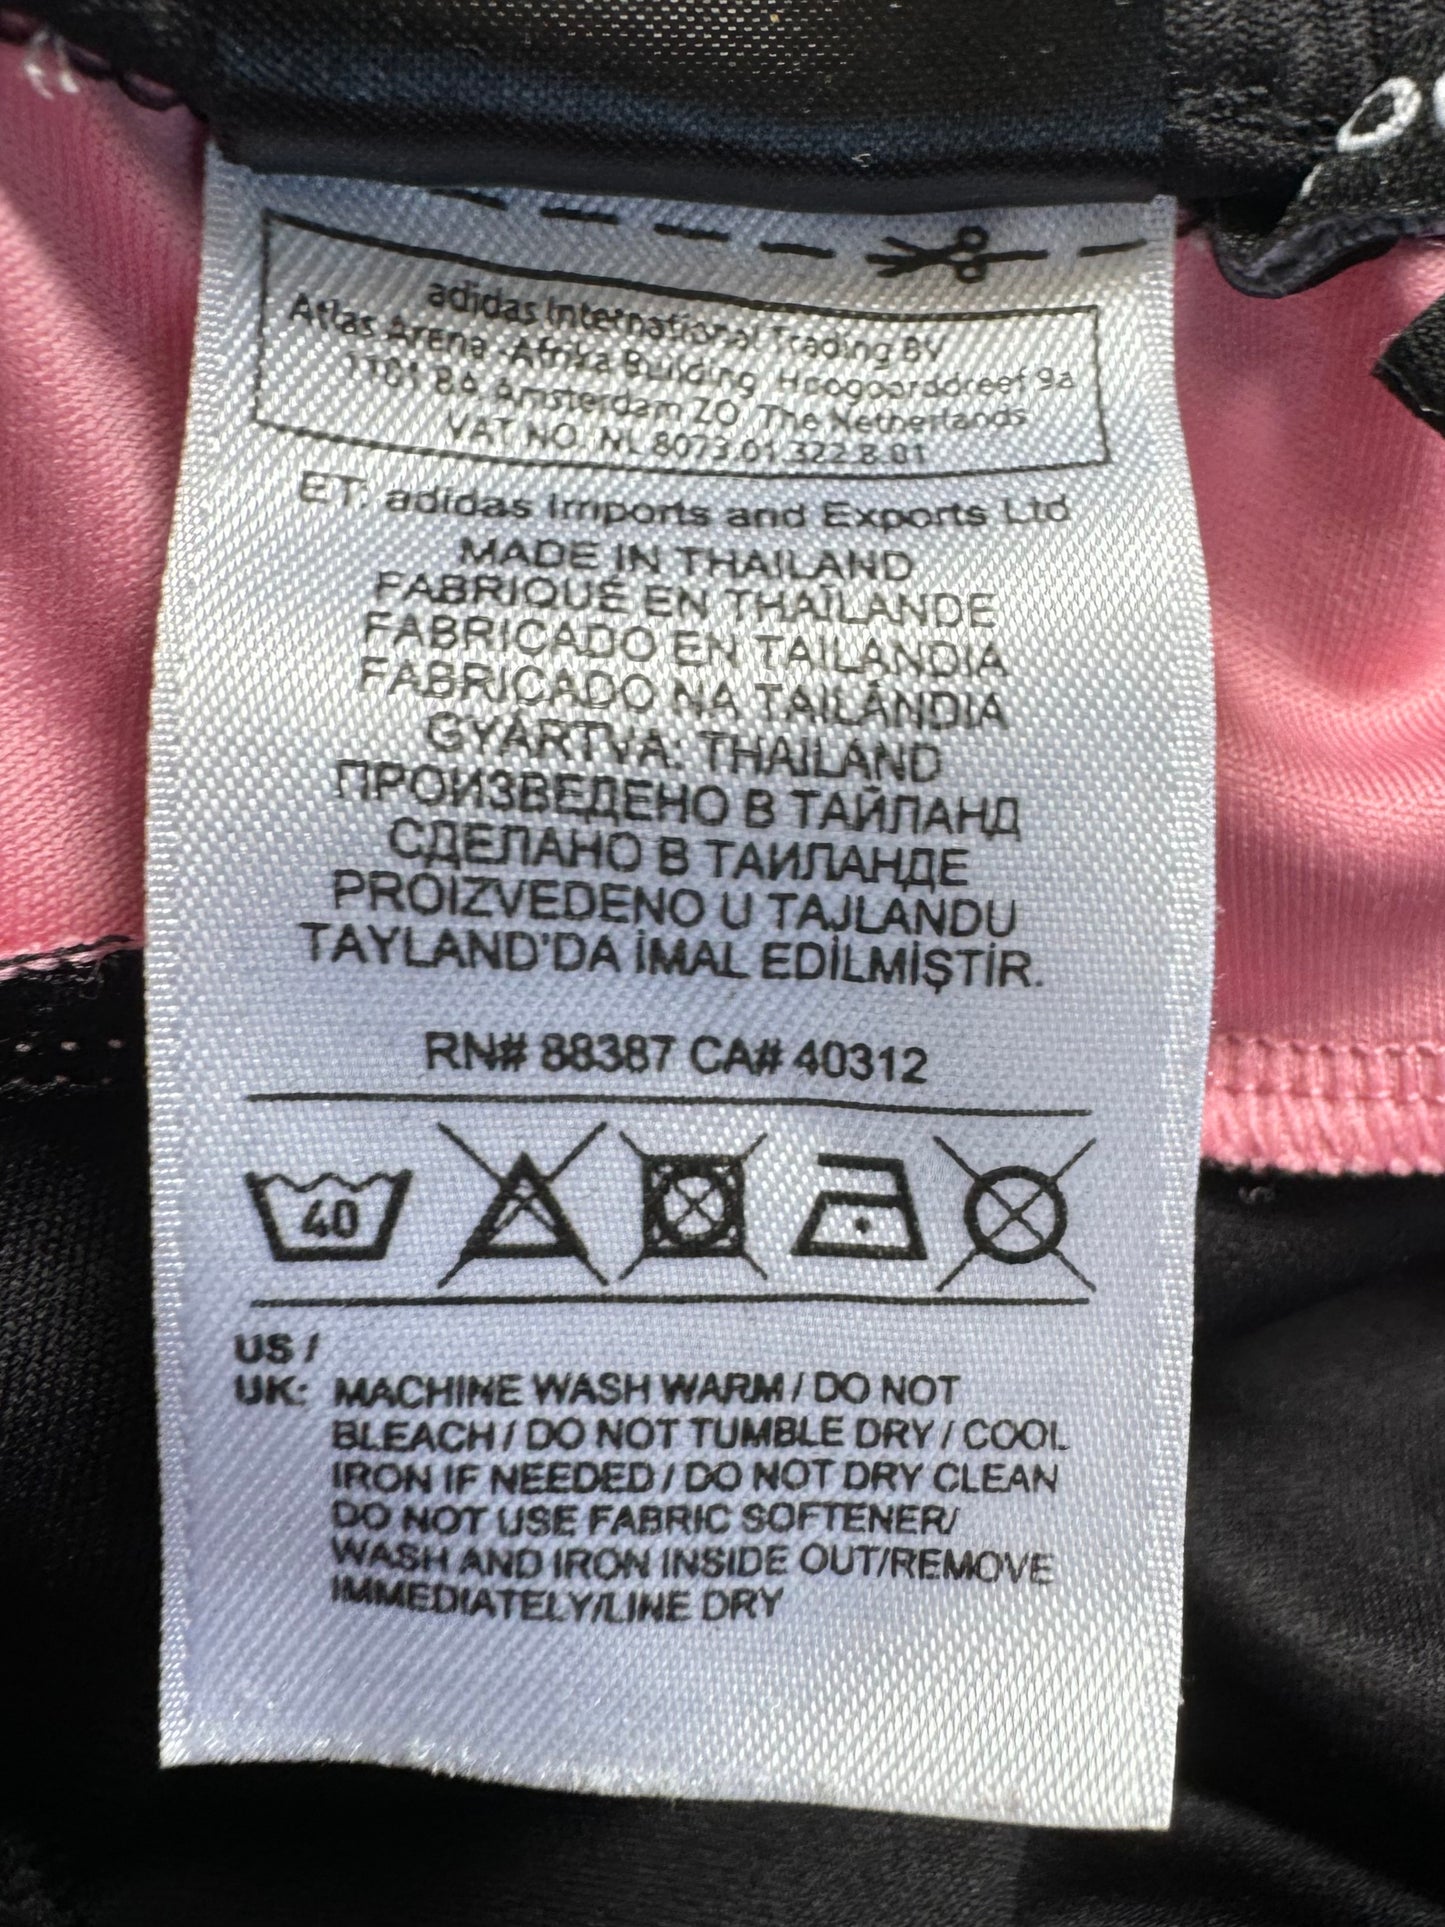 adidas International Trading BV
Atlas Arena -Afrika Building, Hoogoorddreef 9a
1101 BA, Amsterdam ZO, The Netherlands
VAT NO. NL 8073.01.322.B.01
ET: adidas Imports and Exports Ltd
MADE IN THAILAND
FABRIQUÉ EN THAÏLANDE
FABRICADO EN TAILANDIA
FABRICADO NA TAILÂNDIA
GYÁRTVA: THAILAND
ПРОИЗВЕДЕНО В ТАЙЛАНД
СДЕЛАНО В ТАИЛАНДЕ
PROIZVEDENO U TAJLANDU
TAYLAND'DA İMAL EDİLMİŞTİR.
RN# 88387 CA# 40312
40
US /
UK: MACHINE WASH WARM / DO NOT
BLEACH / DO NOT TUMBLE DRY / COOL
IRON IF NEEDED / DO NOT DRY CLEAN
DO NOT USE FABRIC SOFTENER/
WASH AND IRON INSIDE OUT/REMOVE
IMMEDIATELY/LINE DRY